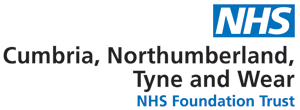 NHS
Cumbria, Northumberland,
Tyne and Wear
NHS Foundation Trust